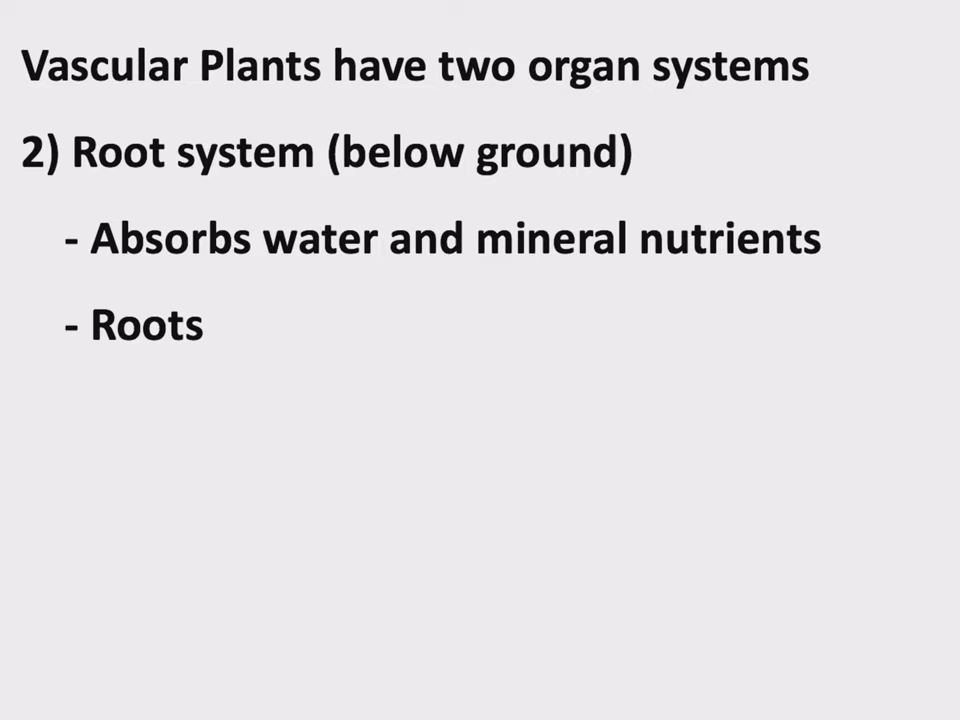 Vascular Plants have two organ systems
2) Root system (below ground)
- Absorbs water and mineral nutrients
- Roots